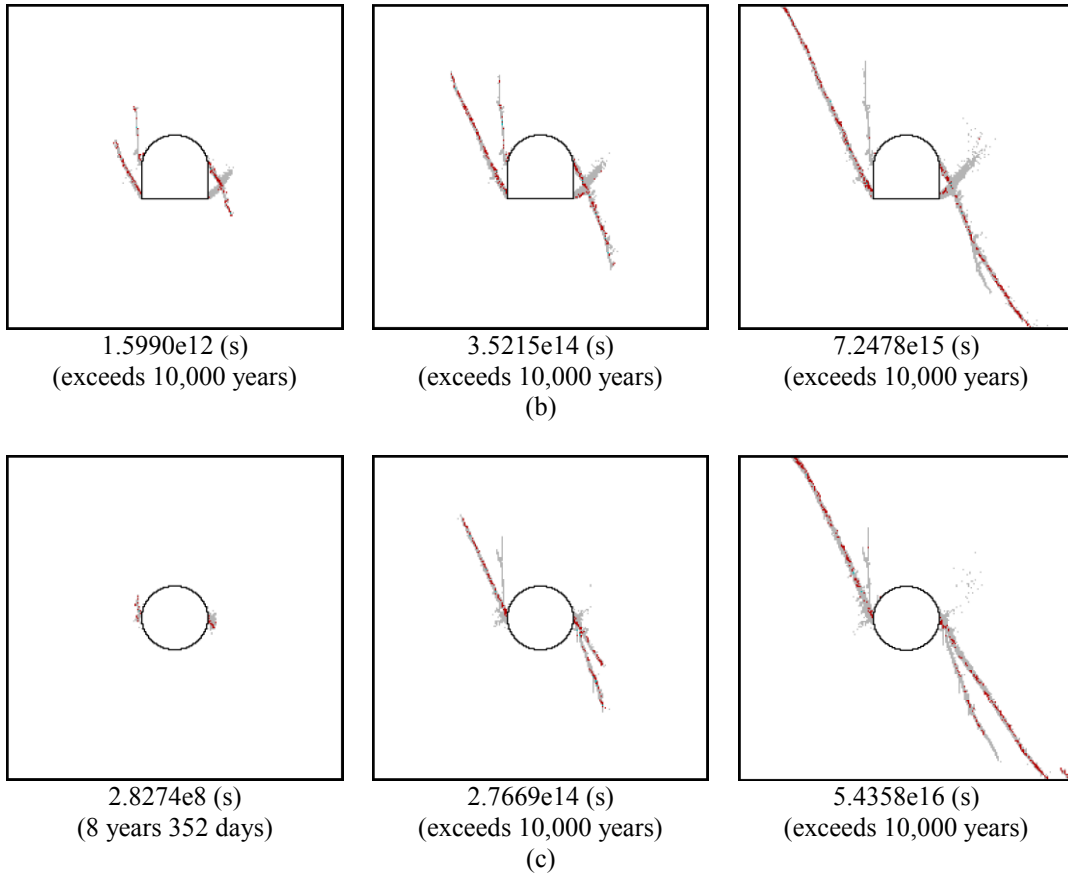 1.5990e12 (s) 3.5215e14 (s) 7.2478e15 (s)
(exceeds 10,000 years) (exceeds 10,000 years) (exceeds 10,000 years)
(b)
2.8274e8 (s) 2.7669e14 (s) 5.4358e16 (s)
(8 years 352 days) (exceeds 10,000 years) (exceeds 10,000 years)
(c)